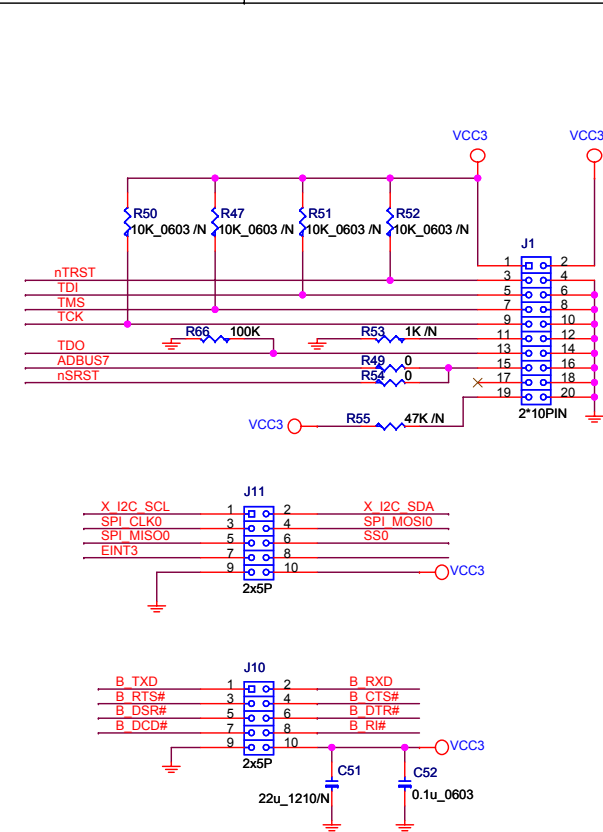 VCC3 VCC3
R50 R47 R51 R52
10K_0603 /N 10K_0603 /N 10K_0603 /N 10K_0603 /N
J1
1 2
nTRST 3 4
TDI 5 6
TMS 7 8
TCK 9 10
R66 100K R53 1K /N 11 12
TDO 13 14
ADBUS7 R49 0 15 16
nSRST R54 0 17 18
19 20
2*10PIN
VCC3 R55 47K /N
J11
X_I2C_SCL 1 2 X_I2C_SDA
SPI_CLK0 3 4 SPI_MOSI0
SPI_MISO0 5 6 SS0
EINT3 7 8
9 10 VCC3
2x5P
J10
B_TXD 1 2 B_RXD
B_RTS# 3 4 B_CTS#
B_DSR# 5 6 B_DTR#
B_DCD# 7 8 B_RI#
9 10 VCC3
2x5P
C51 C52
22u_1210/N 0.1u_0603